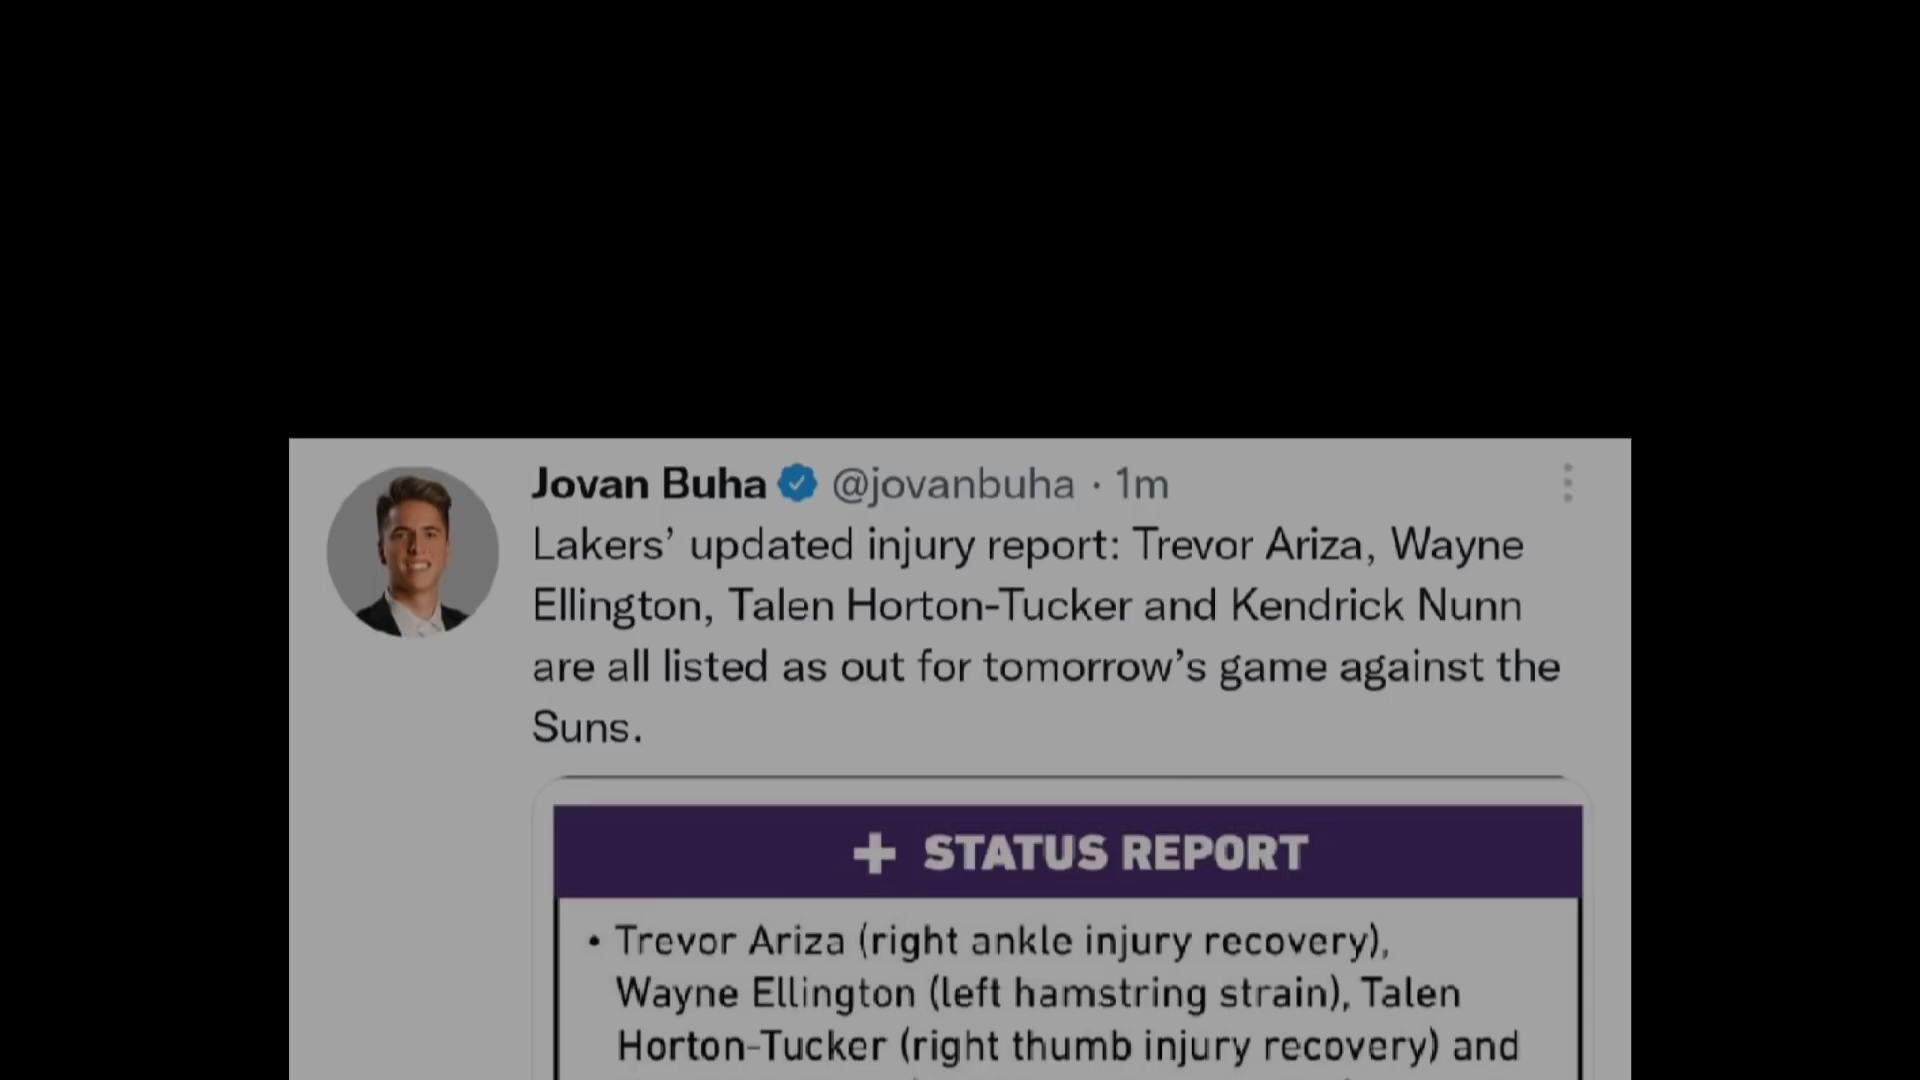 Jovan Buha @jovanbuha · 1m
Lakers’ updated injury report: Trevor Ariza, Wayne
Ellington, Talen Horton-Tucker and Kendrick Nunn
are all listed as out for tomorrow’s game against the
Suns.
+ STATUS REPORT
• Trevor Ariza (right ankle injury recovery),
Wayne Ellington (left hamstring strain), Talen
Horton-Tucker (right thumb injury recovery) and